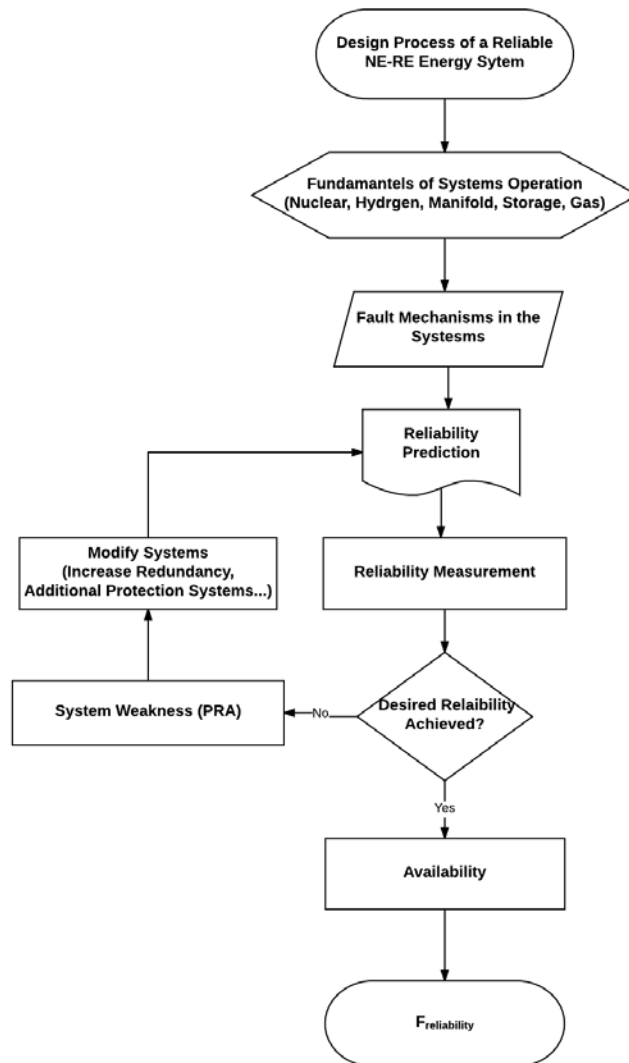 Design Process of a Reliable
NE-RE Energy Sytem
Fundamantels of Systems Operation
(Nuclear, Hydrgen, Manifold, Storage, Gas)
Fault Mechanisms in the
Systesms
Reliability
Prediction
Modify Systems
(Increase Redundancy,
Additional Protection Systems...)
Reliability Measurement
System Weakness (PRA)
No
Desired Relaibility
Achieved?
Yes
Availability
Freliability